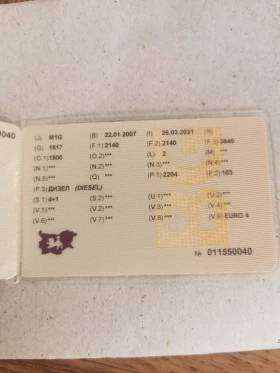 0040
(J) M1G (B) 22.01.2007 (I) 26.03.2021 (H)
(G) 1617 (F.1) 2140 (F.2) 2140 (F.3) 3640
(O.1) 1500 (O.2)*** (L) 2 (M) ***
(N.1)*** (N.2)*** (N.3)*** (N.4)***
(N.5)*** (Q) *** (P.1) 2204 (P.2) 103
(P.3) ДИЗЕЛ (DIESEL)
(S.1) 4+1 (S.2)*** (U.1)*** (U.2)***
(V.1)*** (V.2)*** (V.3)*** (V.4)***
(V.6)*** (V.7)*** (V.8)*** (V.9) EURO 4
№ 011550040